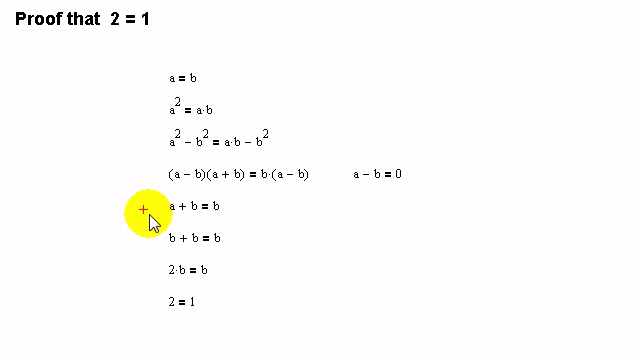 Proof that 2 = 1
a = b
a² = a·b
a² − b² = a·b − b²
(a − b)(a + b) = b·(a − b) a − b = 0
a + b = b
b + b = b
2·b = b
2 = 1